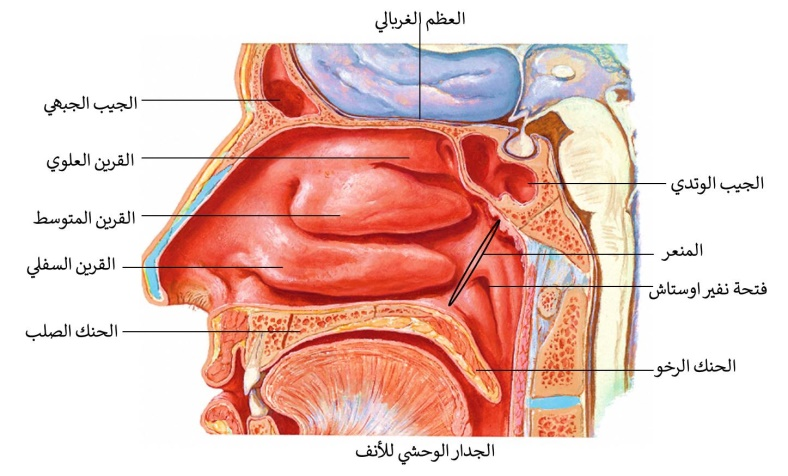 العظم الغربالي
الجيب الجبهي
القرين العلوي
الجيب الوتدي
القرين المتوسط
المنعر
القرين السفلي
فتحة نفير اوستاش
الحنك الصلب
الحنك الرخو
الجدار الوحشي للأنف